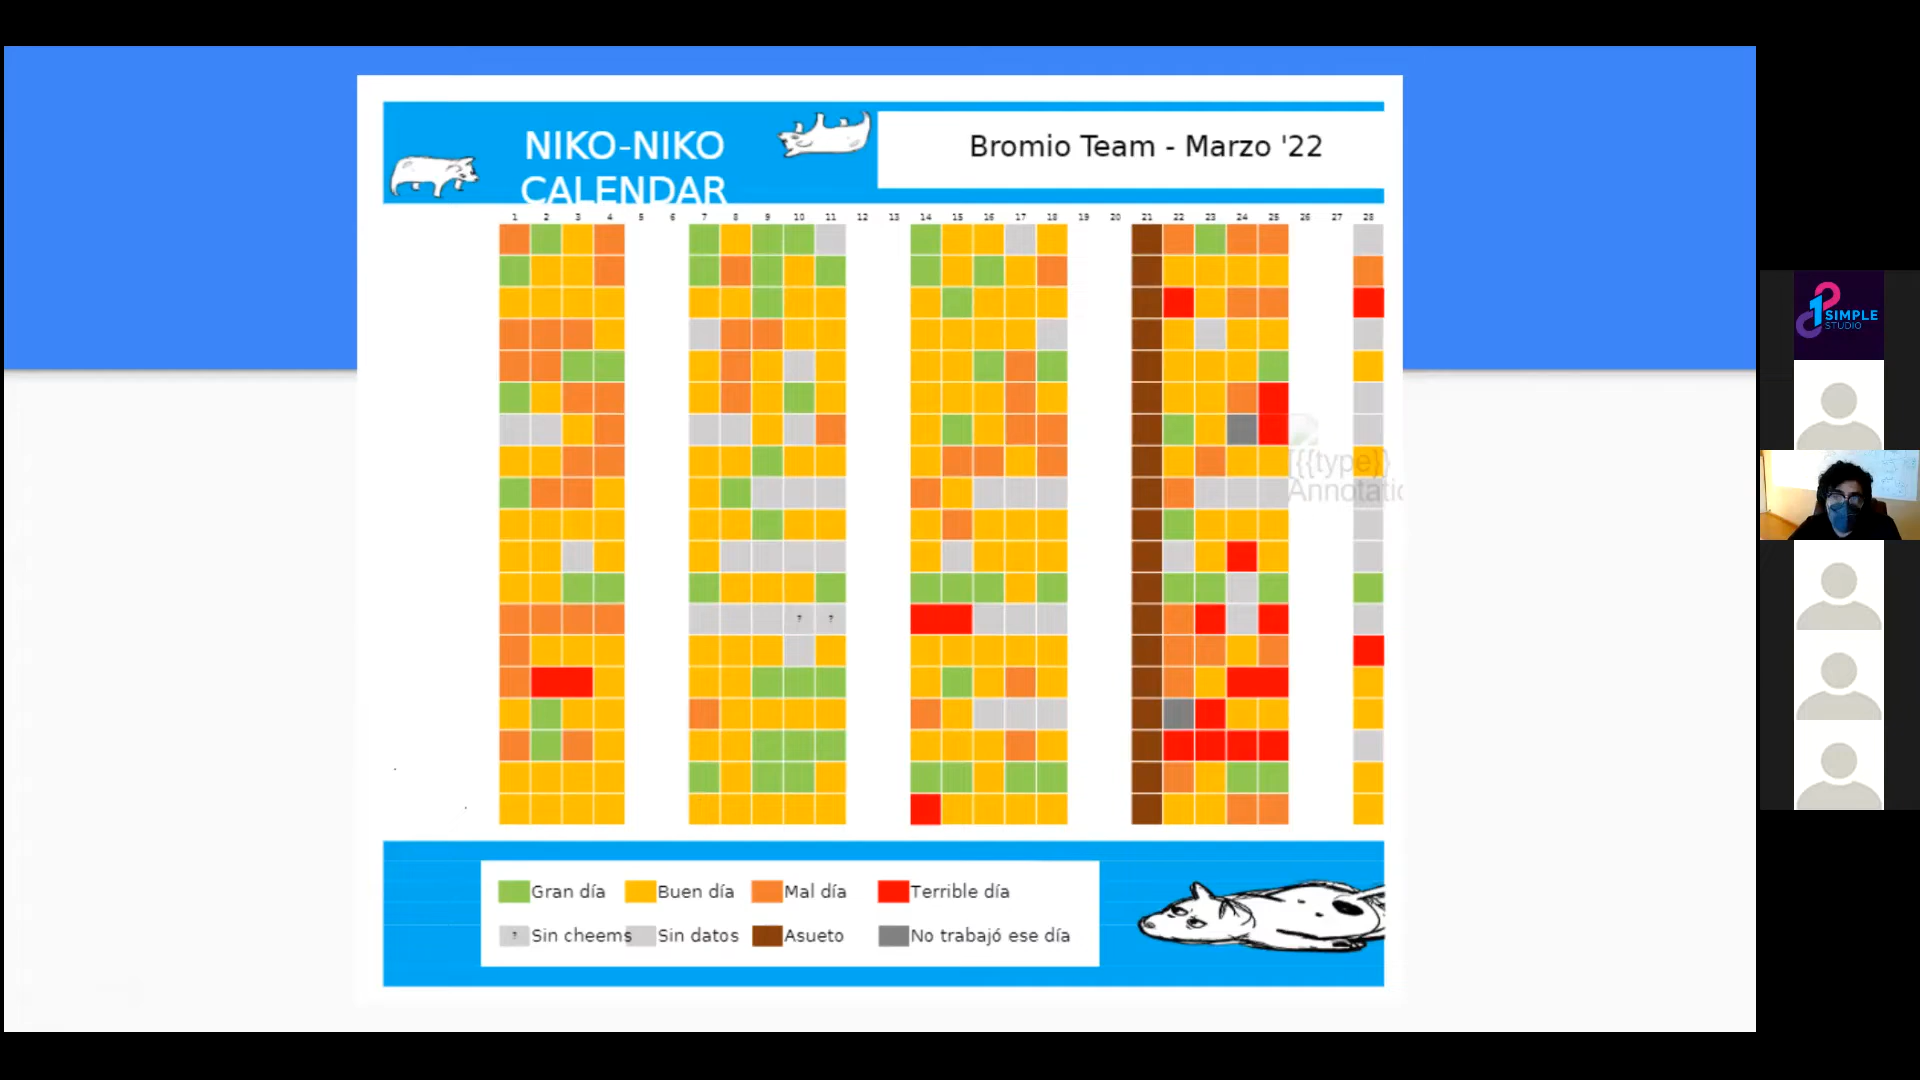 NIKO-NIKO
CALENDAR
Bromio Team - Marzo '22
1 2 3 4 5 6 7 8 9 10 11 12 13 14 15 16 17 18 19 20 21 22 23 24 25 26 27 28
{{type}}
Annotatio
? ?
Gran día Buen día Mal día Terrible día
? Sin cheems Sin datos Asueto No trabajó ese día
SIMPLE
STUDIO